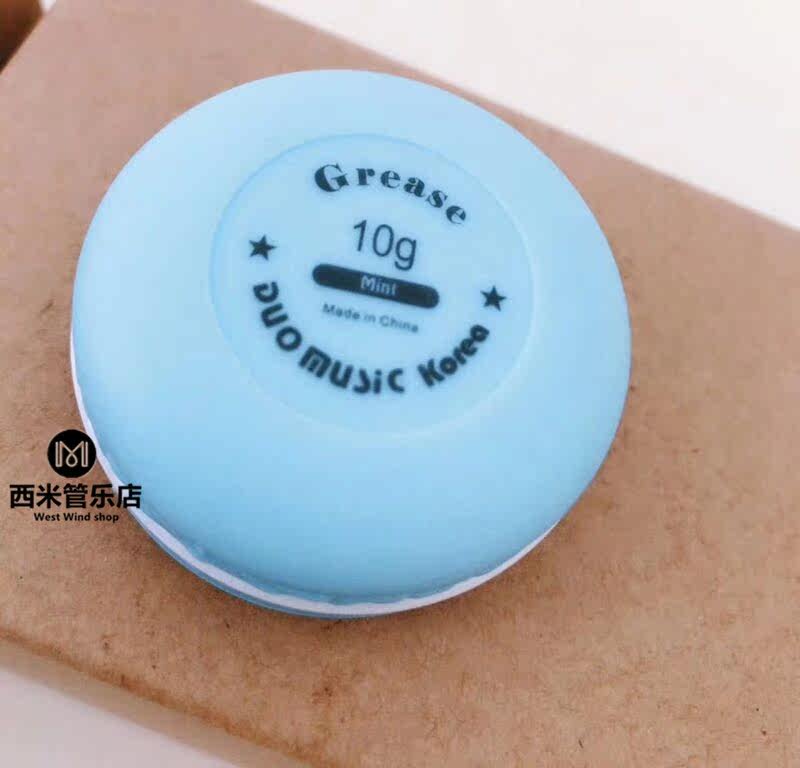 Grease
10g
Mint
Made in China
★ DUO MUSiC Korea ★
西米管乐店
West Wind shop